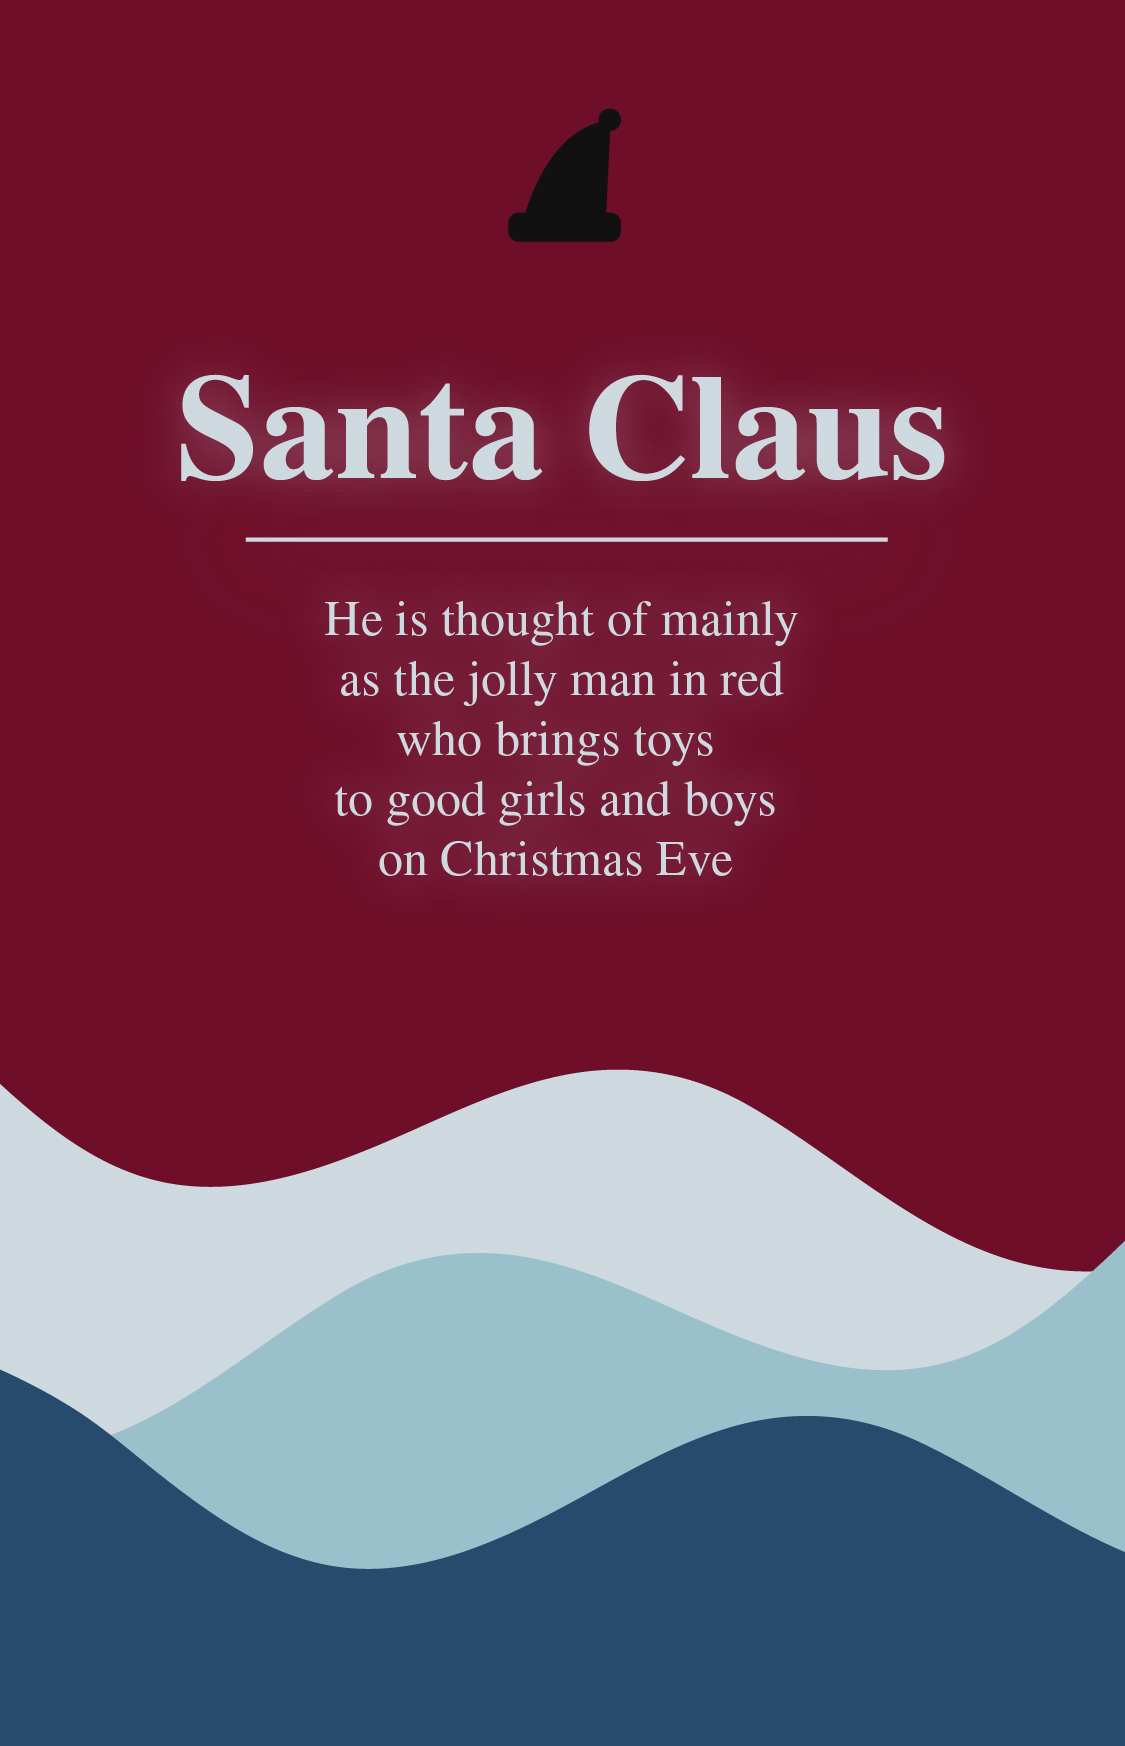 Santa Claus
He is thought of mainly
as the jolly man in red
who brings toys
to good girls and boys
on Christmas Eve